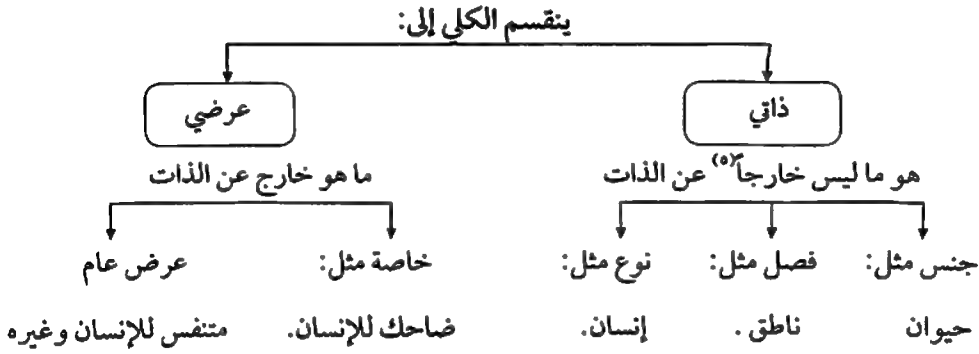 ينقسم الكلي إلى:
ذاتي عرضي
هو ما ليس خارجاً(٥) عن الذات ما هو خارج عن الذات
جنس مثل: فصل مثل: نوع مثل: خاصة مثل: عرض عام
حيوان ناطق . إنسان. ضاحك للإنسان. متنفس للإنسان وغيره